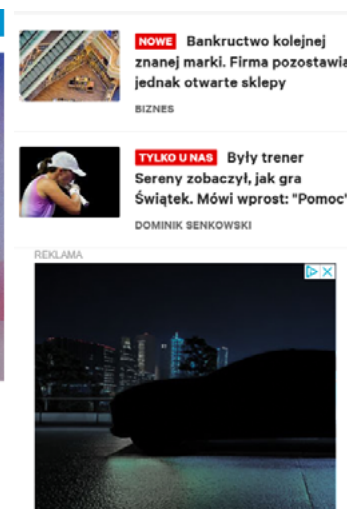 NOWE Bankructwo kolejnej
znanej marki. Firma pozostawia
jednak otwarte sklepy
BIZNES
TYLKO U NAS Były trener
Sereny zobaczył, jak gra
Świątek. Mówi wprost: "Pomoc"
DOMINIK SENKOWSKI
REKLAMA